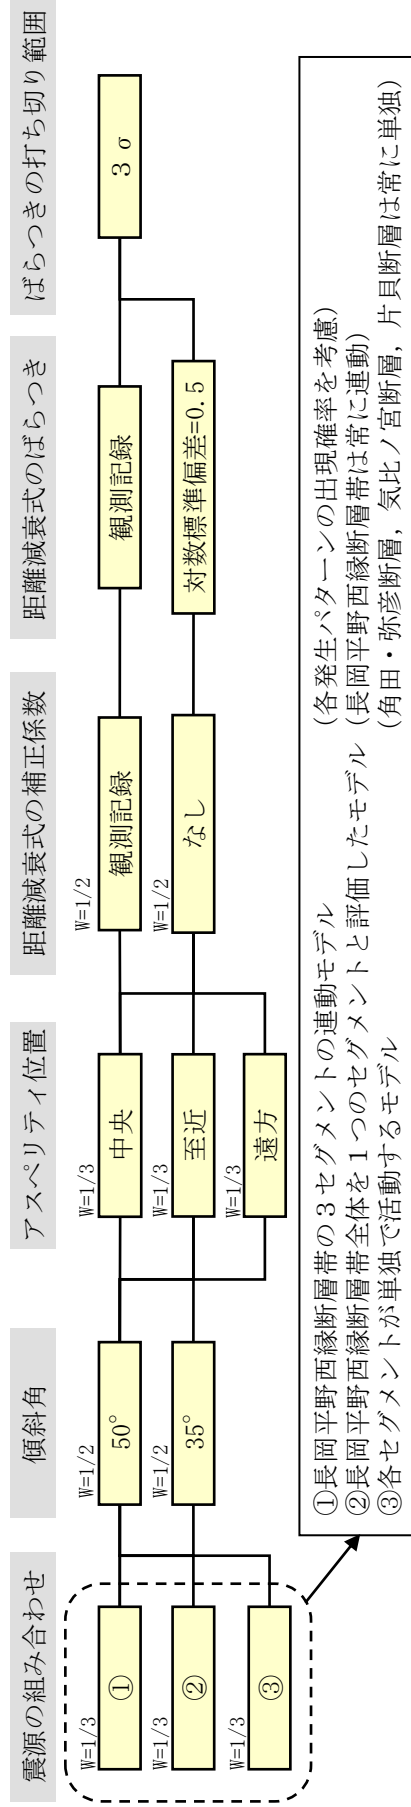 震源の組み合わせ
傾斜角
アスペリティ位置
距離減衰式の補正係数
距離減衰式のばらつき
ばらつきの打ち切り範囲
W=1/3
①
W=1/3
②
W=1/3
③
W=1/2
50°
W=1/2
35°
W=1/3
中央
W=1/3
至近
W=1/3
遠方
W=1/2
観測記録
W=1/2
なし
観測記録
対数標準偏差=0.5
3σ
①長岡平野西縁断層帯の3セグメントの連動モデル (各発生パターンの出現確率を考慮)
②長岡平野西縁断層帯全体を1つのセグメントと評価したモデル (長岡平野西縁断層帯は常に連動)
③各セグメントが単独で活動するモデル (角田・弥彦断層, 気比ノ宮断層, 片貝断層は常に単独)